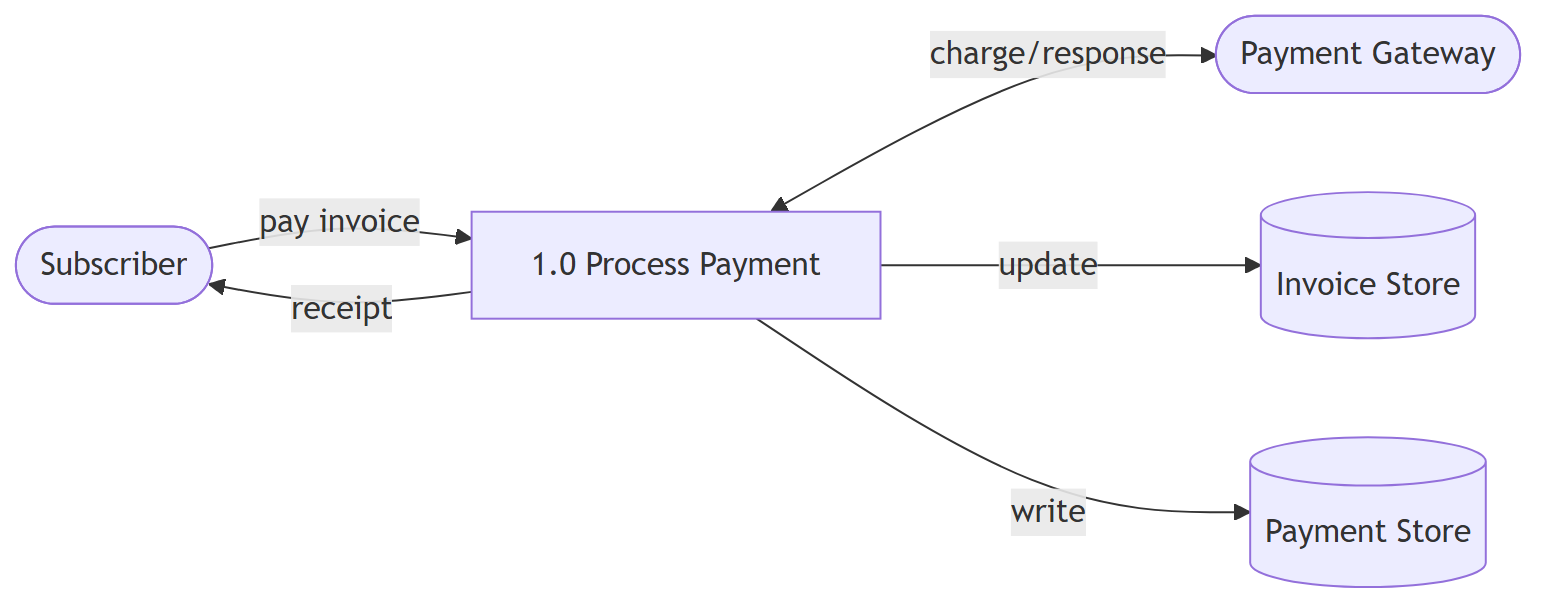 charge/response
Payment Gateway
pay invoice
Subscriber
1.0 Process Payment
update
Invoice Store
receipt
write
Payment Store